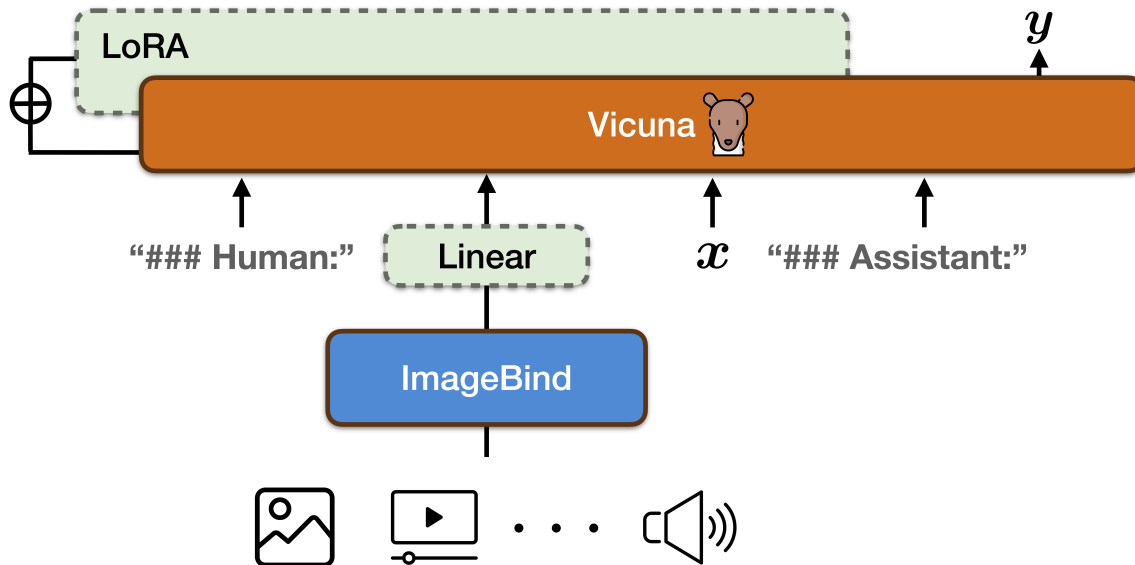 LoRA
y
Vicuna
“### Human:”
Linear
x
“### Assistant:”
ImageBind